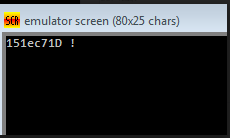 emulator screen (80x25 chars)
151ec71D !